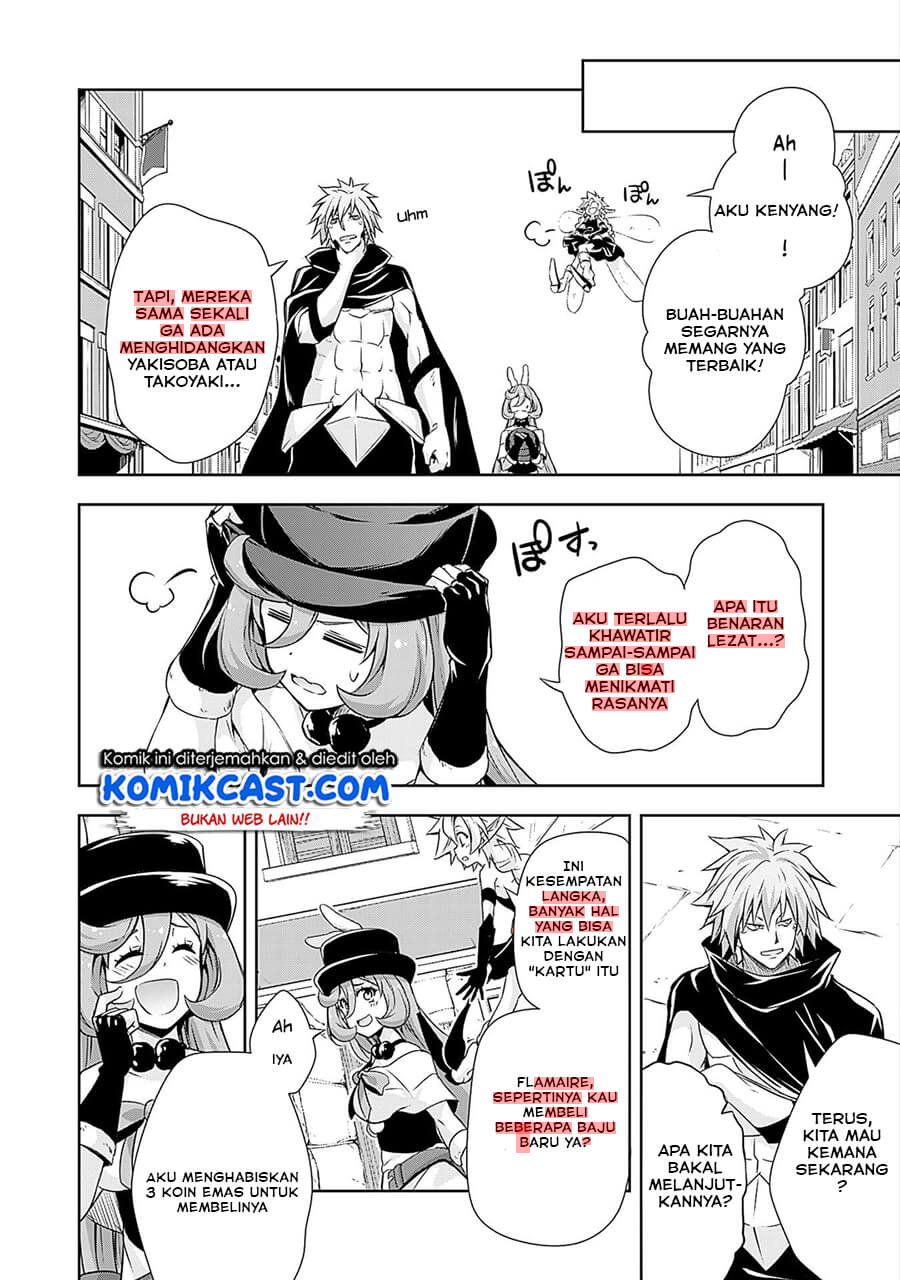 Ah
—
AKU KENYANG!
!
BUAH-BUAHAN
SEGARNYA
MEMANG YANG
TERBAIK!
ぽん
ぽん
Uhm
TAPI, MEREKA
SAMA SEKALI
GA ADA
MENGHIDANGKAN
YAKISOBA ATAU
TAKOYAKI...
ぽすっ
APA ITU
BENARAN
LEZAT...?
AKU TERLALU
KHAWATIR
SAMPAI-SAMPAI
GA BISA
MENIKMATI
RASANYA
Komik ini diterjemahkan & diedit oleh
KOMIKCAST.COM
BUKAN WEB LAIN!!
TERUS,
KITA MAU
KEMANA
SEKARANG
?
APA KITA
BAKAL
MELANJUT-
KANNYA?
INI
KESEMPATAN
LANGKA,
BANYAK HAL
YANG BISA
KITA LAKUKAN
DENGAN
"KARTU" ITU
FLAMAIRE,
SEPERTINYA KAU
MEMBELI
BEBERAPA BAJU
BARU YA?
Ah
IYA
AKU MENGHABISKAN
3 KOIN EMAS UNTUK
MEMBELINYA